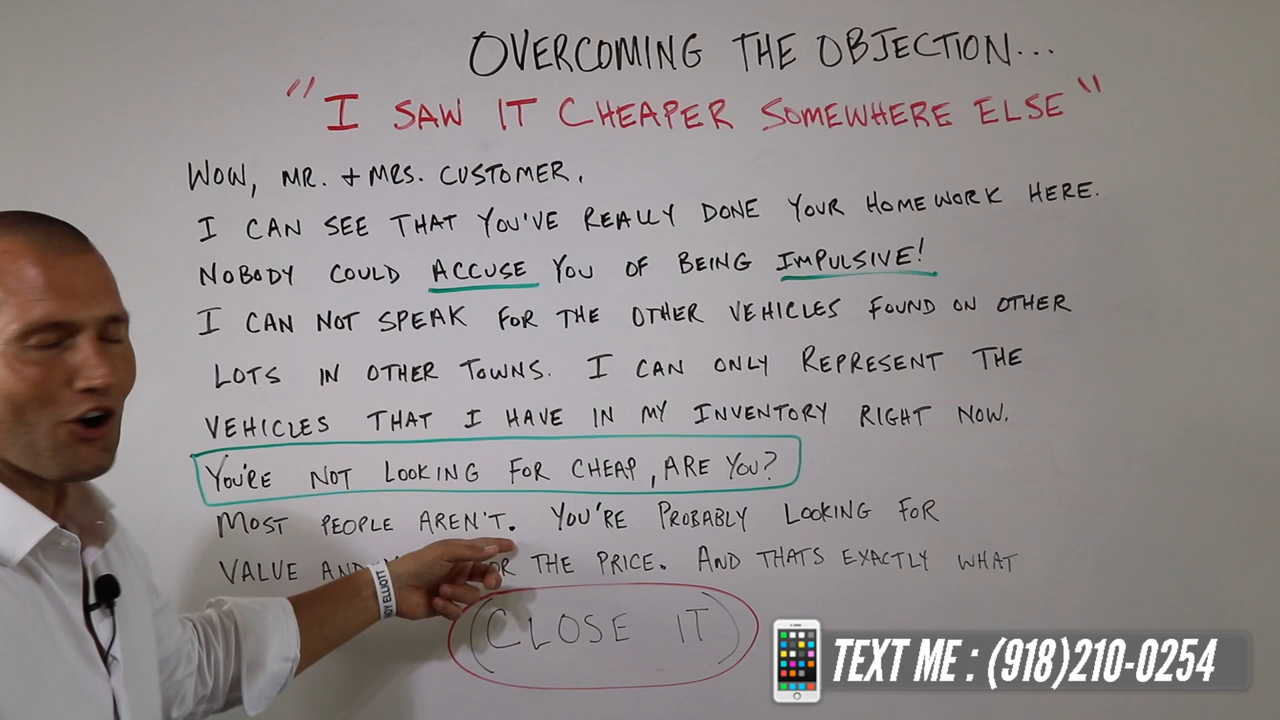 OVERCOMING THE OBJECTION...
"I SAW IT CHEAPER SOMEWHERE ELSE"
WOW, MR. + MRS. CUSTOMER.
I CAN SEE THAT YOU'VE REALLY DONE YOUR HOMEWORK HERE.
NOBODY COULD ACCUSE YOU OF BEING IMPULSIVE!
I CAN NOT SPEAK FOR THE OTHER VEHICLES FOUND ON OTHER
LOTS IN OTHER TOWNS. I CAN ONLY REPRESENT THE
VEHICLES THAT I HAVE IN MY INVENTORY RIGHT NOW.
YOU'RE NOT LOOKING FOR CHEAP, ARE YOU?
MOST PEOPLE AREN'T. YOU'RE PROBABLY LOOKING FOR
VALUE AND THE PRICE. AND THATS EXACTLY WHAT
ELLIOTT
(CLOSE IT)
TEXT ME : (918)210-0254